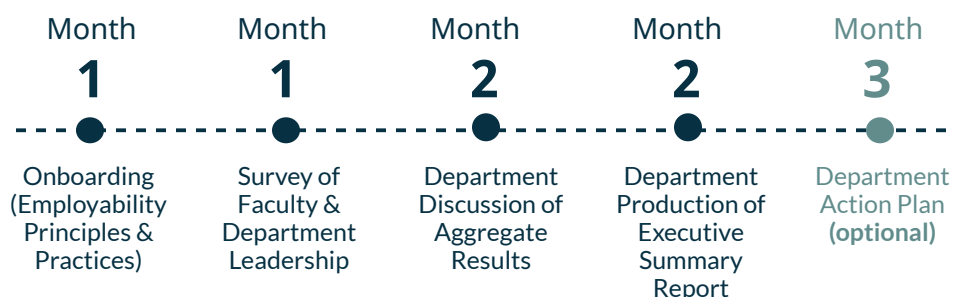 Month
1
Onboarding
(Employability
Principles &
Practices)
Month
1
Survey of
Faculty &
Department
Leadership
Month
2
Department
Discussion of
Aggregate
Results
Month
2
Department
Production of
Executive
Summary
Report
Month
3
Department
Action Plan
(optional)